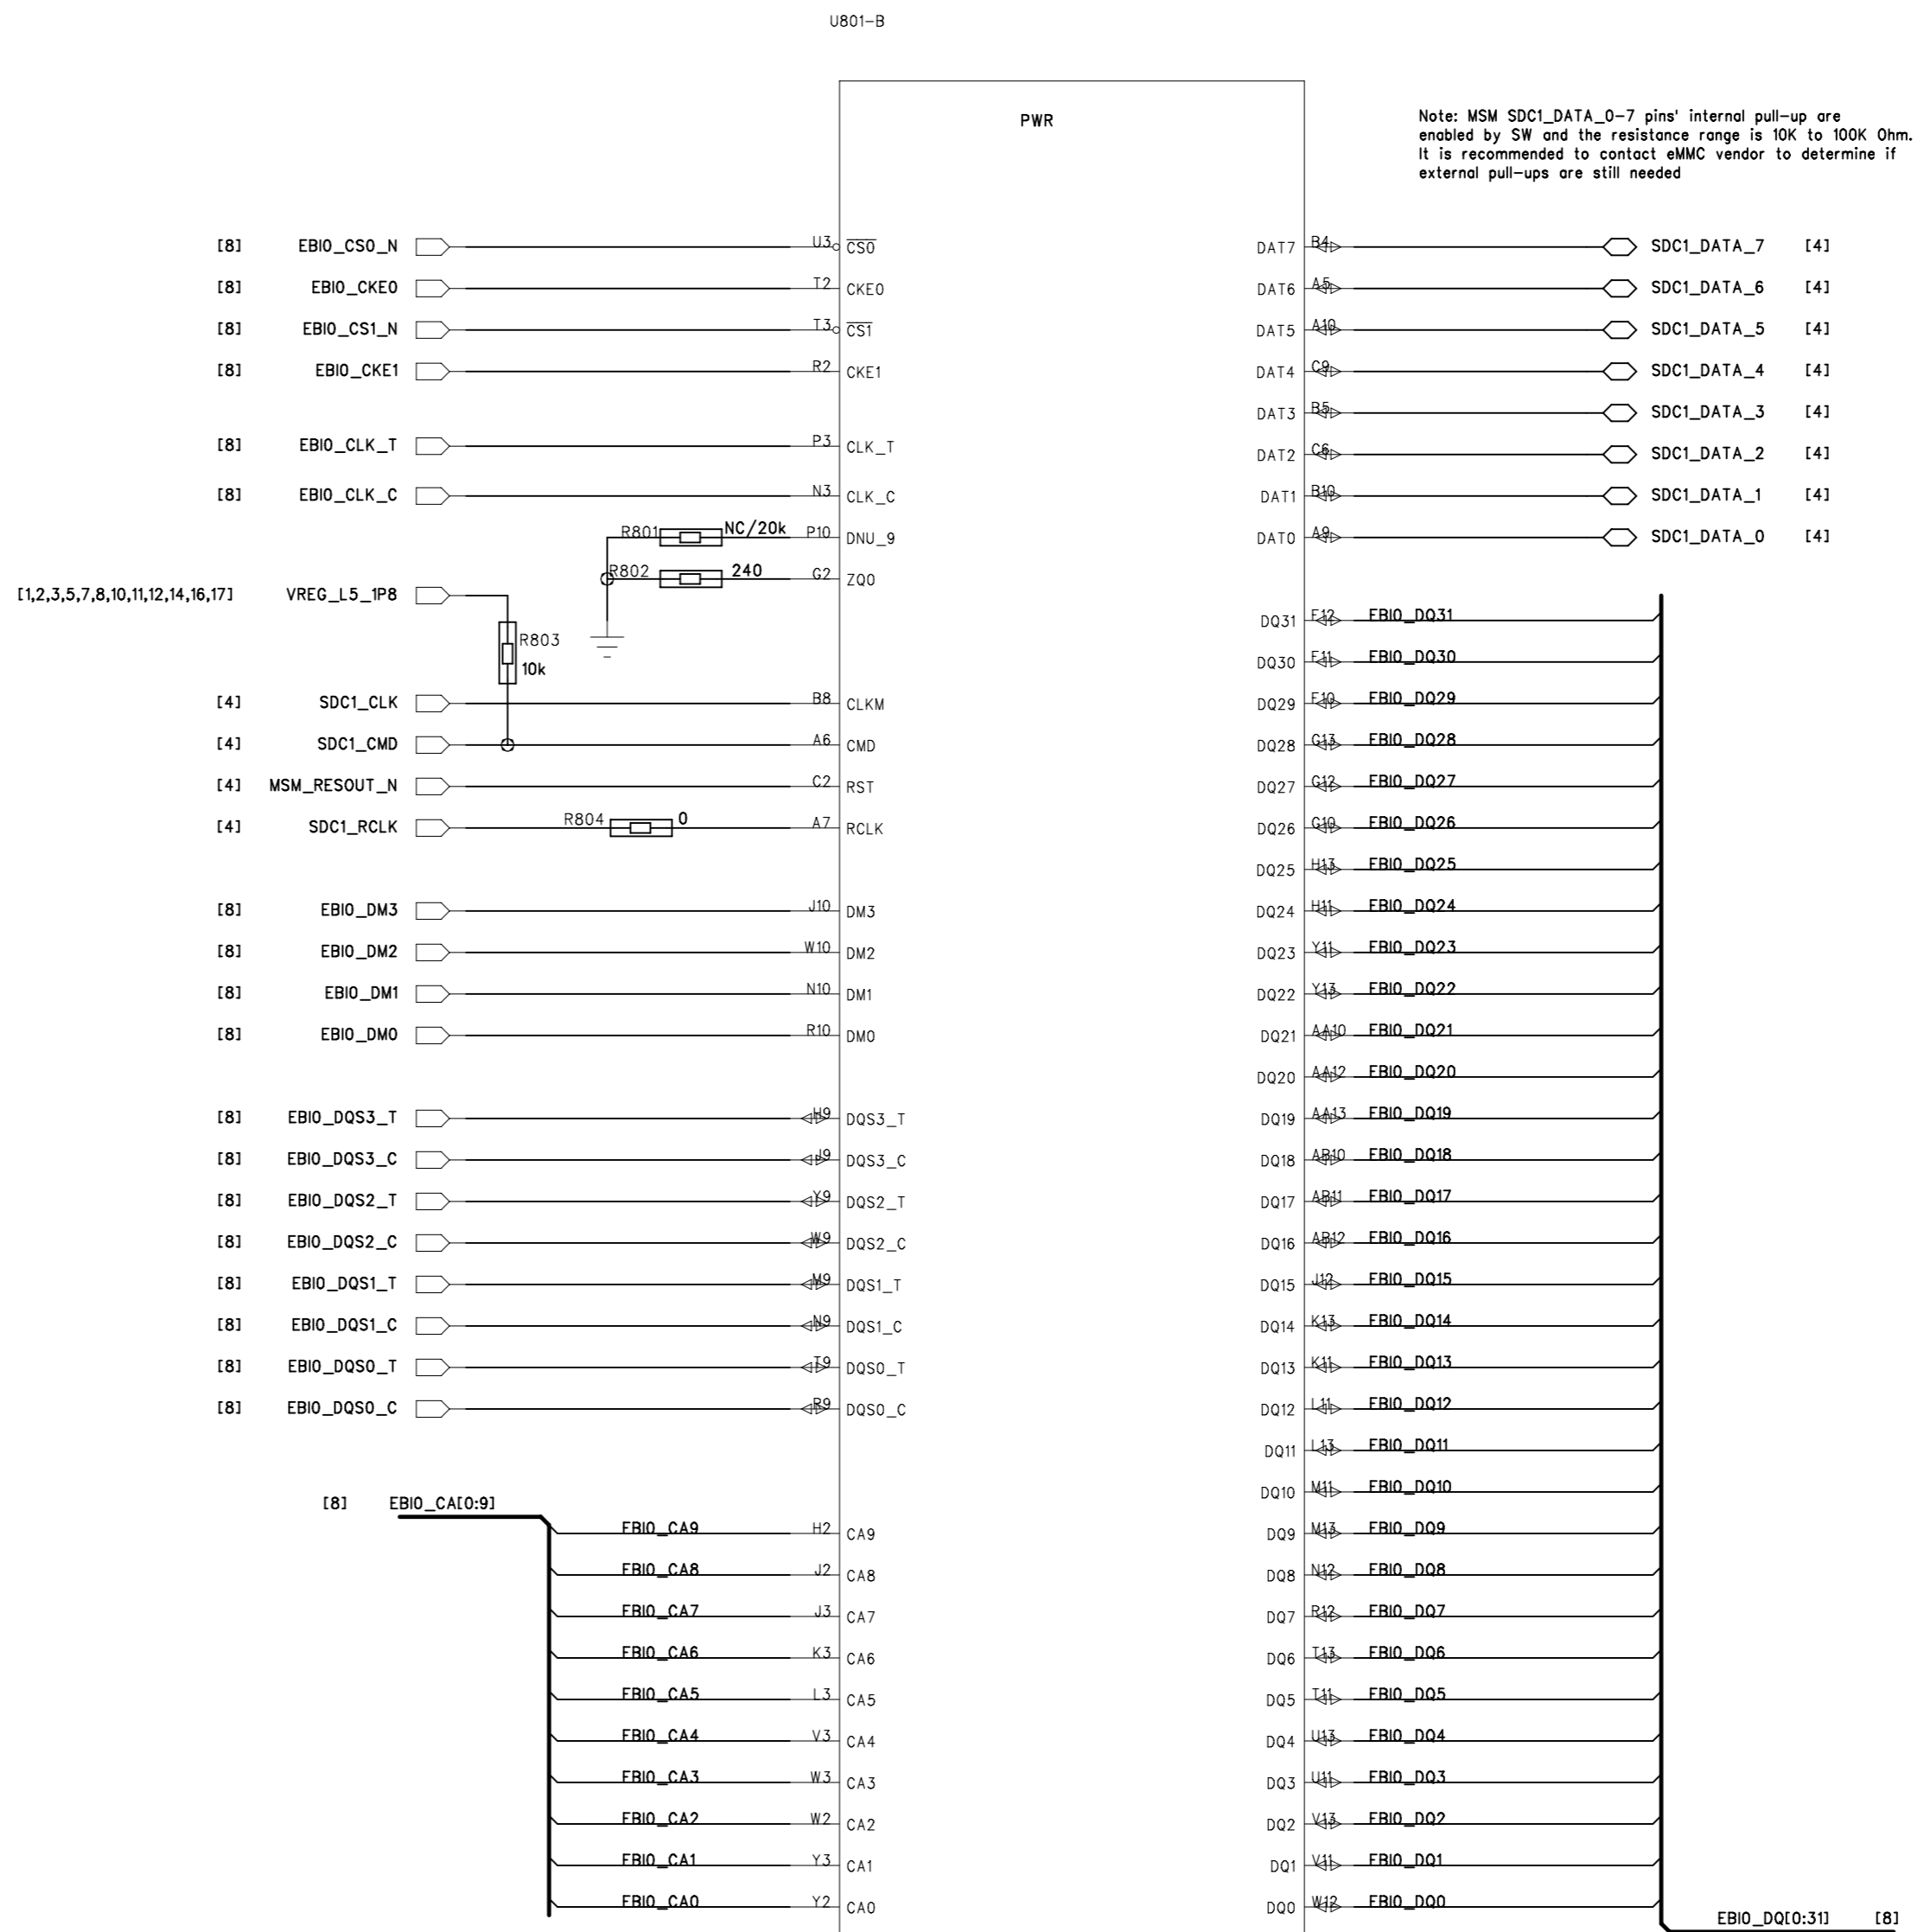 U801-B
PWR
Note: MSM SDC1_DATA_0-7 pins' internal pull-up are
enabled by SW and the resistance range is 10K to 100K Ohm.
It is recommended to contact eMMC vendor to determine if
external pull-ups are still needed
[8] EBI0_CS0_N U3 CS0
[8] EBI0_CKE0 T2 CKE0
[8] EBI0_CS1_N T3 CS1
[8] EBI0_CKE1 R2 CKE1
[8] EBI0_CLK_T P3 CLK_T
[8] EBI0_CLK_C N3 CLK_C
R801 NC/20k P10 DNU_9
R802 240 G2 ZQ0
[1,2,3,5,7,8,10,11,12,14,16,17] VREG_L5_1P8
R803
10k
[4] SDC1_CLK B8 CLKM
[4] SDC1_CMD A6 CMD
[4] MSM_RESOUT_N C2 RST
[4] SDC1_RCLK R804 0 A7 RCLK
[8] EBI0_DM3 J10 DM3
[8] EBI0_DM2 W10 DM2
[8] EBI0_DM1 N10 DM1
[8] EBI0_DM0 R10 DM0
[8] EBI0_DQS3_T H9 DQS3_T
[8] EBI0_DQS3_C J9 DQS3_C
[8] EBI0_DQS2_T Y9 DQS2_T
[8] EBI0_DQS2_C W9 DQS2_C
[8] EBI0_DQS1_T M9 DQS1_T
[8] EBI0_DQS1_C N9 DQS1_C
[8] EBI0_DQS0_T T9 DQS0_T
[8] EBI0_DQS0_C R9 DQS0_C
[8] EBI0_CA[0:9]
EBI0_CA9 H2 CA9
EBI0_CA8 J2 CA8
EBI0_CA7 J3 CA7
EBI0_CA6 K3 CA6
EBI0_CA5 L3 CA5
EBI0_CA4 V3 CA4
EBI0_CA3 W3 CA3
EBI0_CA2 W2 CA2
EBI0_CA1 Y3 CA1
EBI0_CA0 Y2 CA0
DAT7 B4 SDC1_DATA_7 [4]
DAT6 A5 SDC1_DATA_6 [4]
DAT5 A10 SDC1_DATA_5 [4]
DAT4 C9 SDC1_DATA_4 [4]
DAT3 B5 SDC1_DATA_3 [4]
DAT2 C6 SDC1_DATA_2 [4]
DAT1 B10 SDC1_DATA_1 [4]
DAT0 A9 SDC1_DATA_0 [4]
DQ31 EBI0_DQ31
DQ30 EBI0_DQ30
DQ29 EBI0_DQ29
DQ28 G13 EBI0_DQ28
DQ27 G12 EBI0_DQ27
DQ26 G10 EBI0_DQ26
DQ25 H13 EBI0_DQ25
DQ24 H11 EBI0_DQ24
DQ23 Y11 EBI0_DQ23
DQ22 Y13 EBI0_DQ22
DQ21 AA10 EBI0_DQ21
DQ20 AA12 EBI0_DQ20
DQ19 AA13 EBI0_DQ19
DQ18 AB10 EBI0_DQ18
DQ17 AB11 EBI0_DQ17
DQ16 AB12 EBI0_DQ16
DQ15 J12 EBI0_DQ15
DQ14 K13 EBI0_DQ14
DQ13 K11 EBI0_DQ13
DQ12 L11 EBI0_DQ12
DQ11 L13 EBI0_DQ11
DQ10 M11 EBI0_DQ10
DQ9 M13 EBI0_DQ9
DQ8 N12 EBI0_DQ8
DQ7 R12 EBI0_DQ7
DQ6 T13 EBI0_DQ6
DQ5 T11 EBI0_DQ5
DQ4 U13 EBI0_DQ4
DQ3 U11 EBI0_DQ3
DQ2 V13 EBI0_DQ2
DQ1 V11 EBI0_DQ1
DQ0 W12 EBI0_DQ0
EBI0_DQ[0:31] [8]